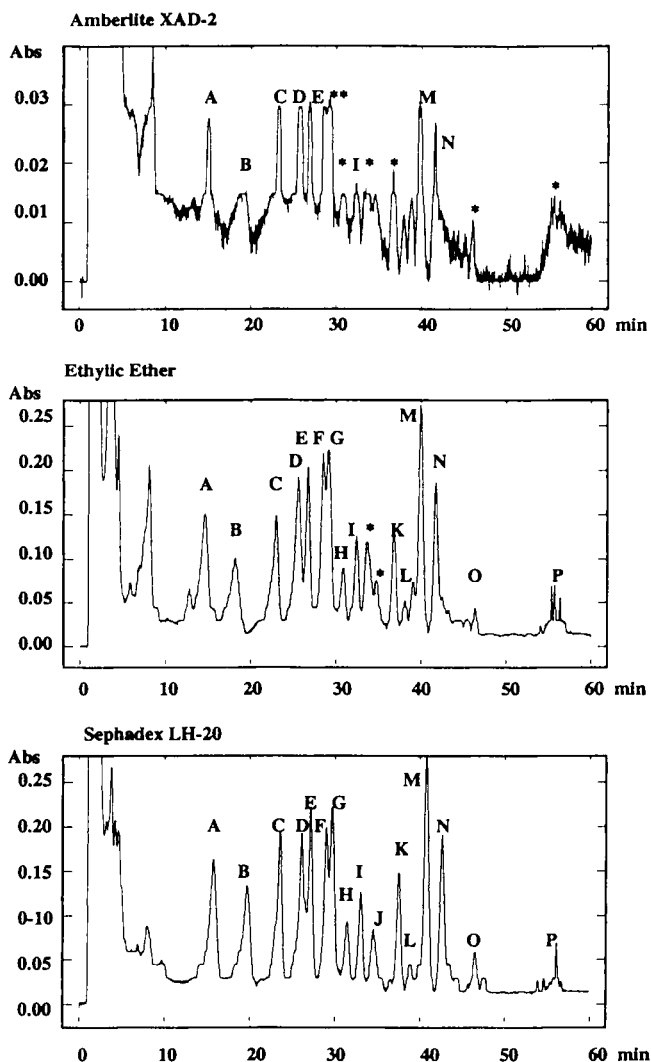 Amberlite XAD-2
Abs
A
C D E **
M
0.03
N
B
* I * *
0.02
*
*
0.01
0.00
0 10 20 30 40 50 60 min
Ethylic Ether
Abs
M
0.25
E F G
N
0.20
D
A
C
0.15
B
I * K
0.10
H
*
L
0.05
O
P
0.00
0 10 20 30 40 50 60 min
Sephadex LH-20
Abs
M
0.25
E G
0.20
A
C D F
N
K
0.15
B
I
H
0-10
J
L
O
P
0.05
0.00
0 10 20 30 40 50 60 min